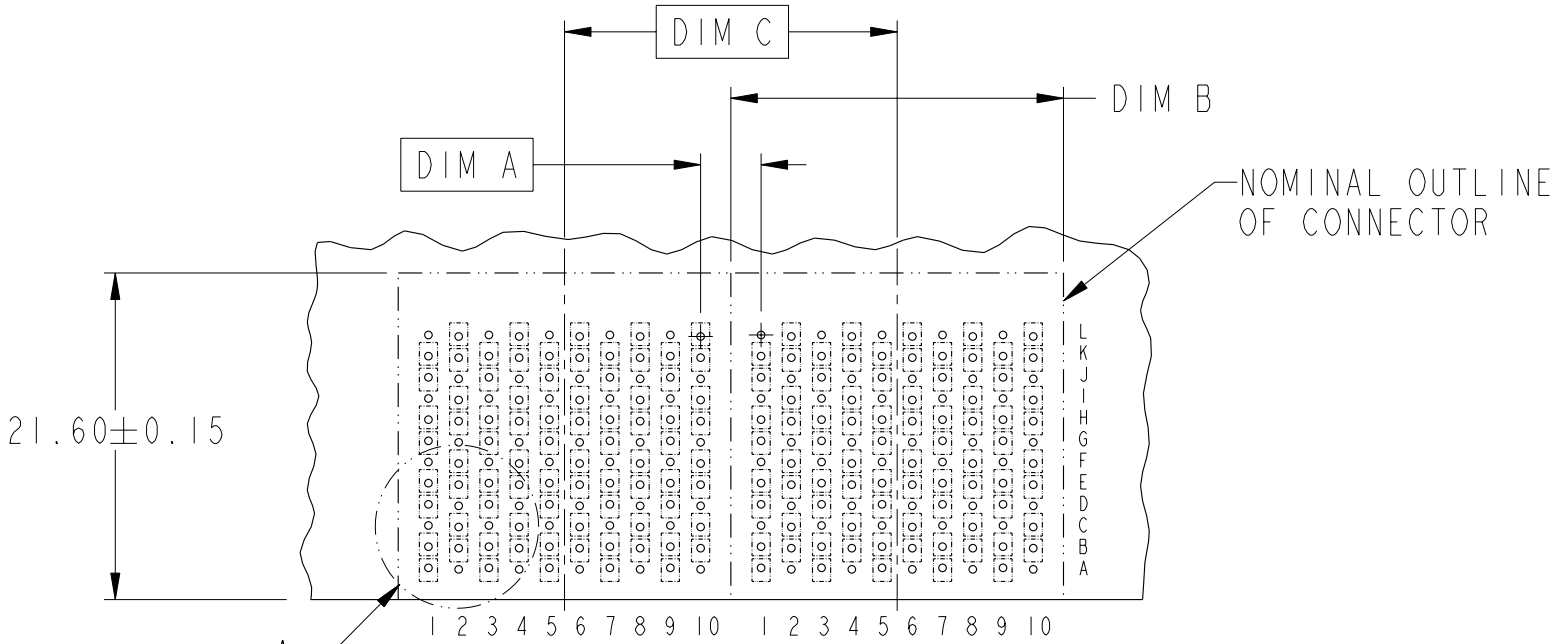 DIM C
DIM B
DIM A
NOMINAL OUTLINE
OF CONNECTOR
21.60±0.15
L
K
J
I
H
G
F
E
D
C
B
A
1 2 3 4 5 6 7 8 9 10 1 2 3 4 5 6 7 8 9 10